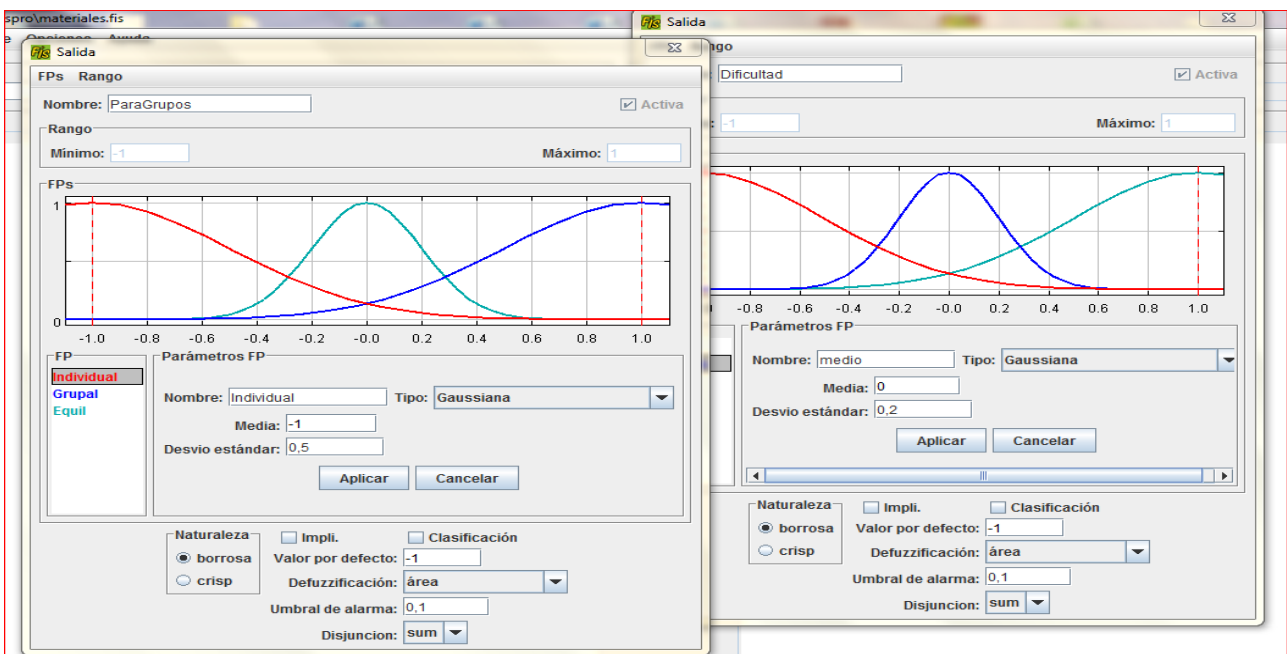 spro\materiales.fis
e Opciones Ayuda
Fis Salida
FPs Rango
Nombre: ParaGrupos
Activa
Rango
Mínimo: -1
Máximo: 1
FPs
1
0
-1.0 -0.8 -0.6 -0.4 -0.2 -0.0 0.2 0.4 0.6 0.8 1.0
FP
Individual
Grupal
Equil
Parámetros FP
Nombre: Individual
Tipo: Gaussiana
Media: -1
Desvio estándar: 0,5
Aplicar
Cancelar
Naturaleza
borrosa
crisp
Impli.
Clasificación
Valor por defecto: -1
Defuzzificación: área
Umbral de alarma: 0,1
Disjuncion: sum
Fis Salida
ngo
Dificultad
Activa
: -1
Máximo: 1
-0.8 -0.6 -0.4 -0.2 -0.0 0.2 0.4 0.6 0.8 1.0
Parámetros FP
Nombre: medio
Tipo: Gaussiana
Media: 0
Desvio estándar: 0,2
Aplicar
Cancelar
Naturaleza
borrosa
crisp
Impli.
Clasificación
Valor por defecto: -1
Defuzzificación: área
Umbral de alarma: 0,1
Disjuncion: sum